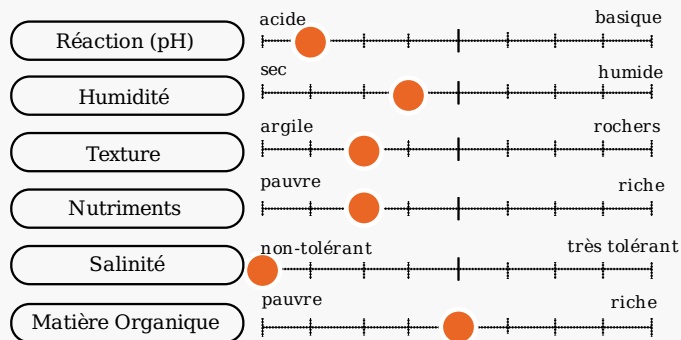 acide
basique
Réaction (pH)
sec
humide
Humidité
argile
rochers
Texture
pauvre
riche
Nutriments
non-tolérant
très tolérant
Salinité
pauvre
riche
Matière Organique